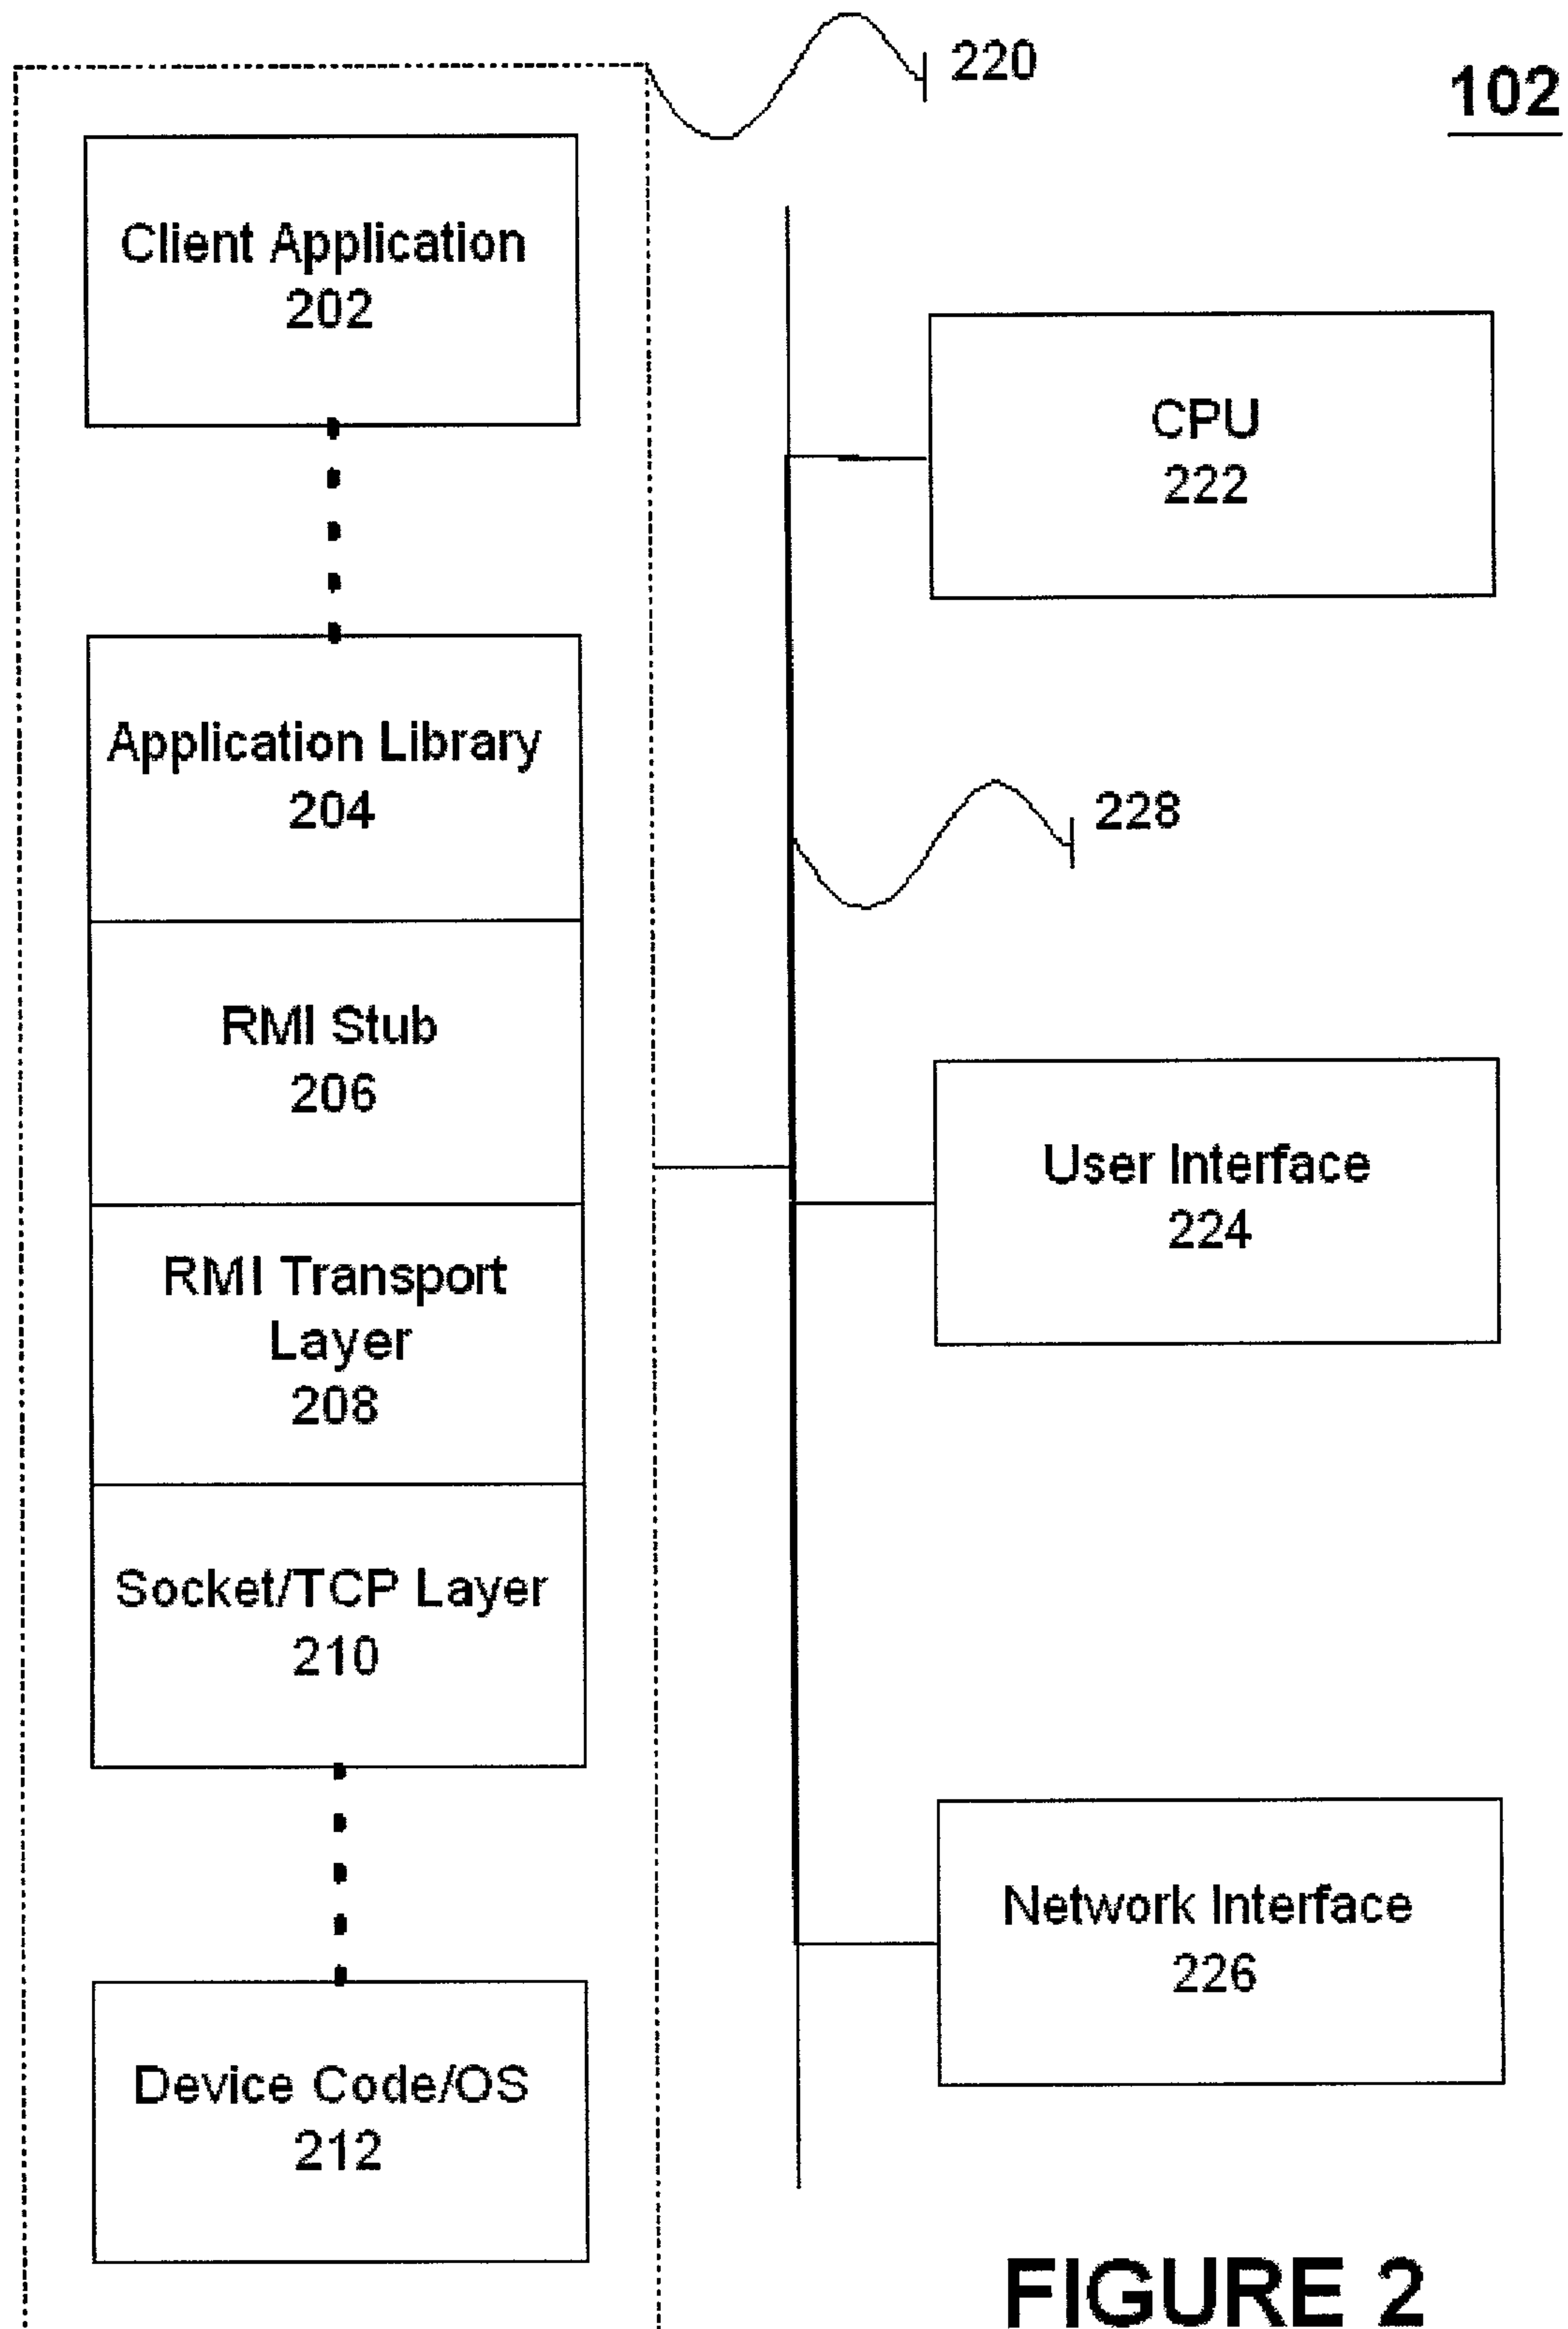 220
102
Client Application
202
CPU
222
Application Library
204
228
RMI Stub
206
User Interface
224
RMI Transport
Layer
208
Socket/TCP Layer
210
Network Interface
226
Device Code/OS
212
FIGURE 2